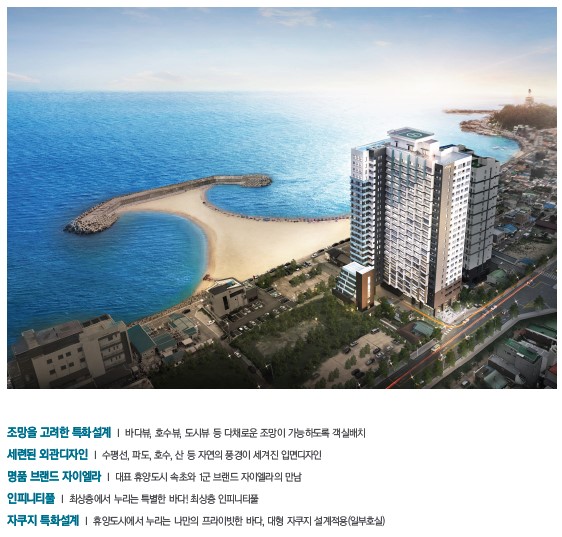 조망을 고려한 특화설계 | 바다뷰, 호수뷰, 도시뷰 등 다채로운 조망이 가능하도록 객실배치
세련된 외관디자인 | 수평선, 파도, 호수, 산 등 자연의 풍경이 새겨진 입면디자인
명품 브랜드 자이엘라 | 대표 휴양도시 속초와 1군 브랜드 자이엘라의 만남
인피니티풀 | 최상층에서 누리는 특별한 바다! 최상층 인피니티풀
자쿠지 특화설계 | 휴양도시에서 누리는 나만의 프라이빗한 바다, 대형 자쿠지 설계적용(일부호실)